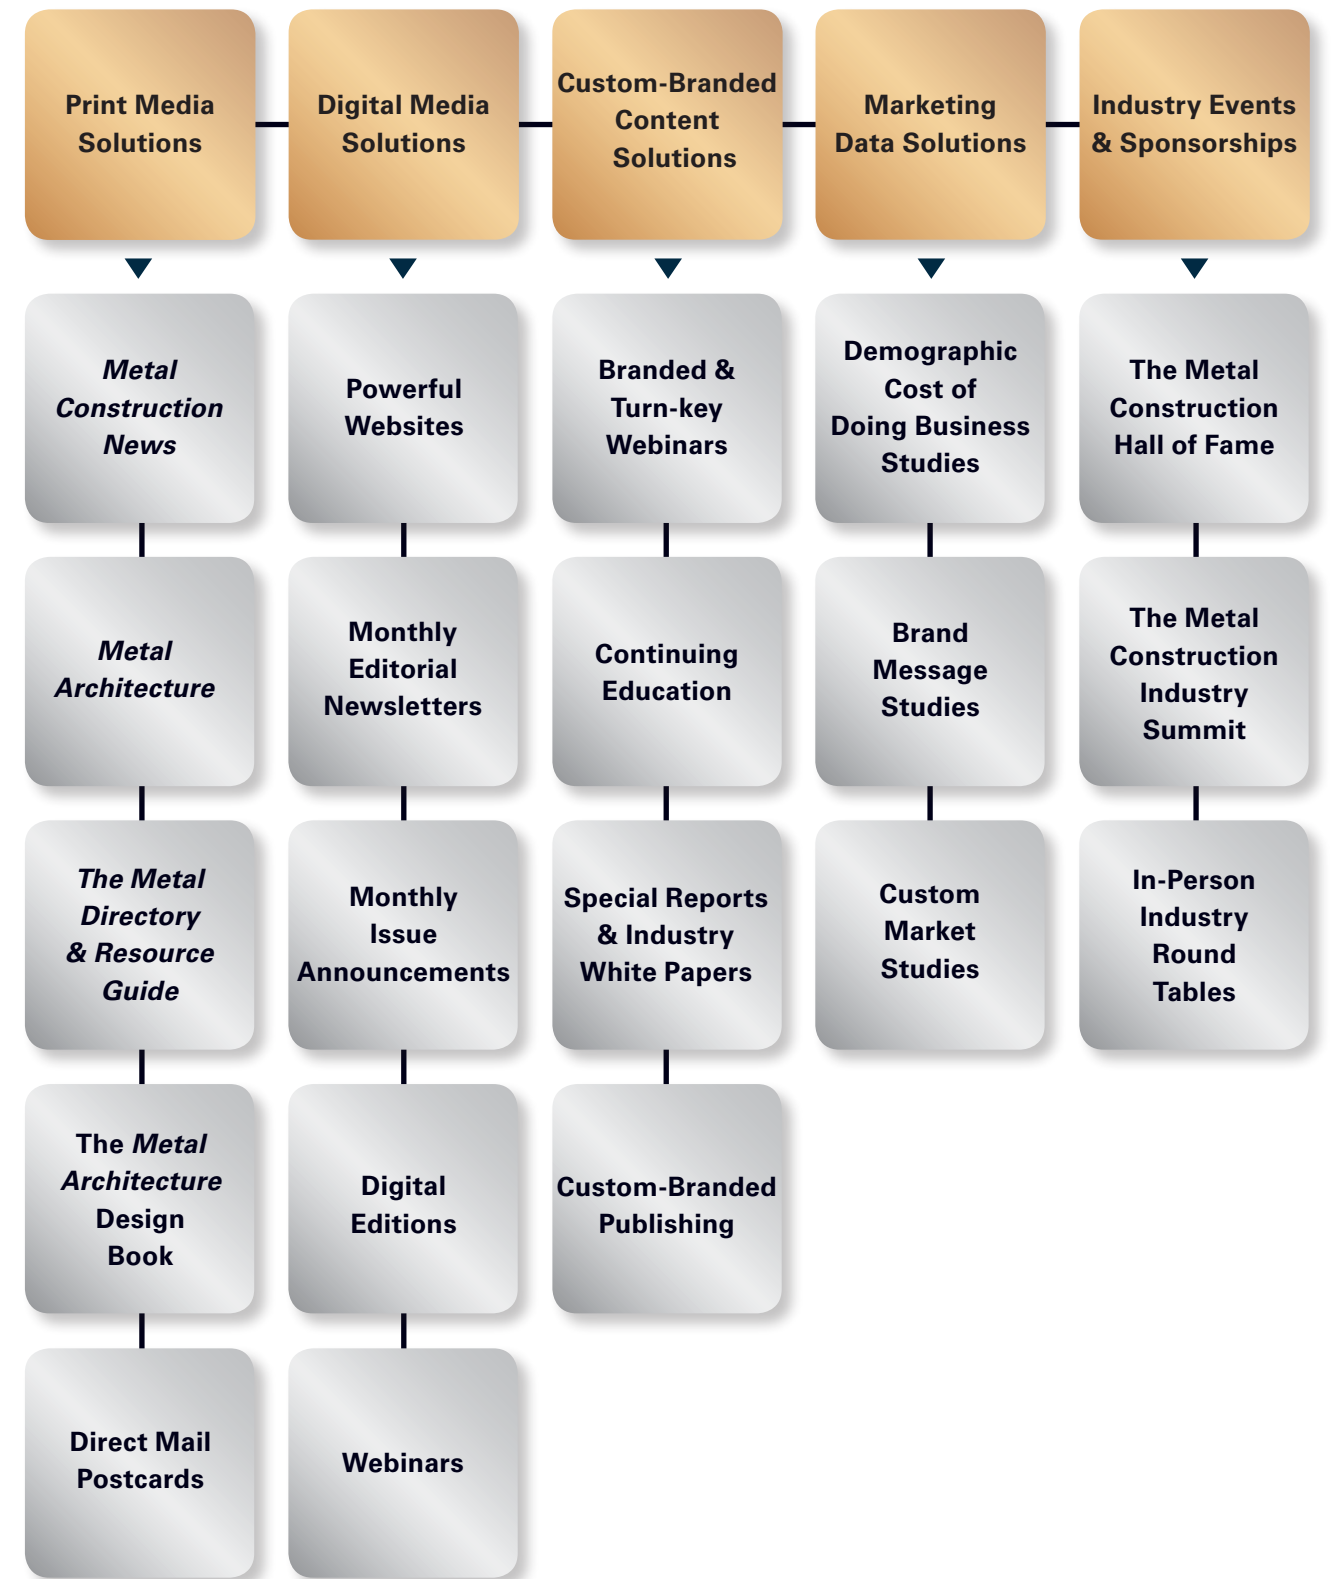 Print Media
Solutions
Digital Media
Solutions
Custom-Branded
Content
Solutions
Marketing
Data Solutions
Industry Events
& Sponsorships
Metal
Construction
News
Metal
Architecture
The Metal
Directory
& Resource
Guide
The Metal
Architecture
Design
Book
Direct Mail
Postcards
Powerful
Websites
Monthly
Editorial
Newsletters
Monthly
Issue
Announcements
Digital
Editions
Webinars
Branded &
Turn-key
Webinars
Continuing
Education
Special Reports
& Industry
White Papers
Custom-Branded
Publishing
Demographic
Cost of
Doing Business
Studies
Brand
Message
Studies
Custom
Market
Studies
The Metal
Construction
Hall of Fame
The Metal
Construction
Industry
Summit
In-Person
Industry
Round
Tables